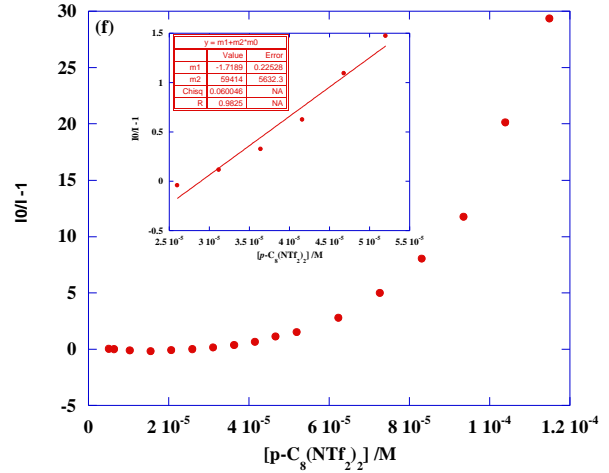 (f)
30
25
20
15
10
5
0
-5
I0/I -1
0 2 10⁻⁵ 4 10⁻⁵ 6 10⁻⁵ 8 10⁻⁵ 1 10⁻⁴ 1.2 10⁻⁴
[p-C₈(NTf₂)₂] /M
y = m1+m2*m0
Value Error
m1 -1.7189 0.22528
m2 59414 5632.3
Chisq 0.060046 NA
R 0.9825 NA
1.5
1
0.5
0
-0.5
I0/I -1
2.5 10⁻⁵ 3 10⁻⁵ 3.5 10⁻⁵ 4 10⁻⁵ 4.5 10⁻⁵ 5 10⁻⁵ 5.5 10⁻⁵
[p-C₈(NTf₂)₂] /M